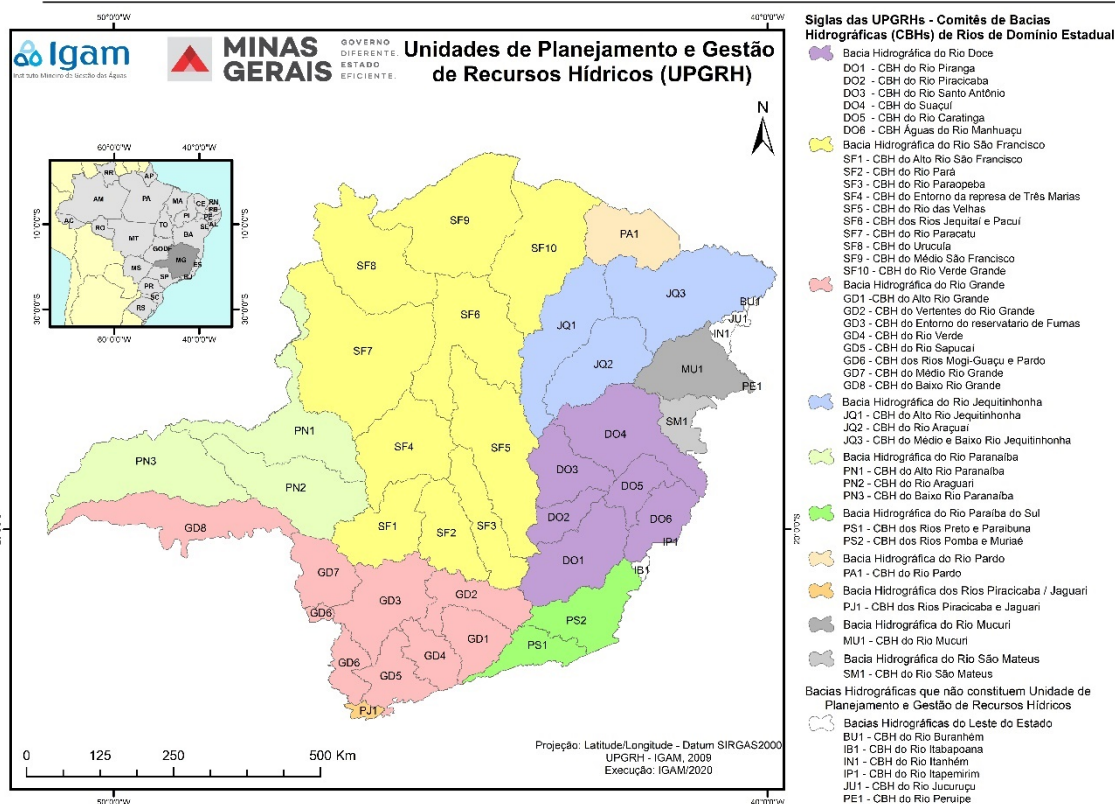 50°0'0"W
40°0'0"W
Igam
Instituto Mineiro de Gestão das Águas
MINAS
GERAIS
GOVERNO
DIFERENTE.
ESTADO
EFICIENTE.
Unidades de Planejamento e Gestão
de Recursos Hídricos (UPGRH)
N
60°0'0"W
40°0'0"W
RR
AP
AM
PA
MA
CE
RN
PB
PI
PE
AC
TO
AL
10°0'0"S
10°0'0"S
RO
BA
MT
GO
DF
MG
MS
ES
SP
RJ
PR
SC
30°0'0"S
RS
30°0'0"S
60°0'0"W
40°0'0"W
SF9
SF10
PA1
SF8
JQ3
BU1
SF6
JQ1
JU1
IN1
SF7
JQ2
MU1
PE1
SM1
PN1
DO4
SF4
SF5
PN3
DO3
PN2
DO5
SF1
SF2
SF3
DO2
DO6
GD8
20°0'0"S
IP1
DO1
IB1
GD7
GD3
GD2
GD6
PS2
GD1
PS1
GD6
GD4
GD5
PJ1
0 125 250 500 Km
Projeção: Latitude/Longitude - Datum SIRGAS2000
UPGRH - IGAM, 2009
Execução: IGAM/2020
50°0'0"W
40°0'0"W
Siglas das UPGRHs - Comitês de Bacias
Hidrográficas (CBHs) de Rios de Domínio Estadual
Bacia Hidrográfica do Rio Doce
DO1 - CBH do Rio Piranga
DO2 - CBH do Rio Piracicaba
DO3 - CBH do Rio Santo Antônio
DO4 - CBH do Suaçuí
DO5 - CBH do Rio Caratinga
DO6 - CBH Águas do Rio Manhuaçu
Bacia Hidrográfica do Rio São Francisco
SF1 - CBH do Alto Rio São Francisco
SF2 - CBH do Rio Pará
SF3 - CBH do Rio Paraopeba
SF4 - CBH do Entorno da represa de Três Marias
SF5 - CBH do Rio das Velhas
SF6 - CBH dos Rios Jequitaí e Pacuí
SF7 - CBH do Rio Paracatu
SF8 - CBH do Urucuía
SF9 - CBH do Médio São Francisco
SF10 - CBH do Rio Verde Grande
Bacia Hidrográfica do Rio Grande
GD1 -CBH do Alto Rio Grande
GD2 - CBH do Vertentes do Rio Grande
GD3 - CBH do Entorno do reservatario de Furnas
GD4 - CBH do Rio Verde
GD5 - CBH do Rio Sapucaí
GD6 - CBH dos Rios Mogi-Guaçu e Pardo
GD7 - CBH do Médio Rio Grande
GD8 - CBH do Baixo Rio Grande
Bacia Hidrográfica do Rio Jequitinhonha
JQ1 - CBH do Alto Rio Jequitinhonha
JQ2 - CBH do Rio Araçuaí
JQ3 - CBH do Médio e Baixo Rio Jequitinhonha
Bacia Hidrográfica do Rio Paranaíba
PN1 - CBH do Alto Rio Paranaíba
PN2 - CBH do Rio Araguari
PN3 - CBH do Baixo Rio Paranaíba
Bacia Hidrográfica do Rio Paraíba do Sul
PS1 - CBH dos Rios Preto e Paraibuna
PS2 - CBH dos Rios Pomba e Muriaé
Bacia Hidrográfica do Rio Pardo
PA1 - CBH do Rio Pardo
Bacia Hidrográfica dos Rios Piracicaba / Jaguari
PJ1 - CBH dos Rios Piracicaba e Jaguari
Bacia Hidrográfica do Rio Mucuri
MU1 - CBH do Rio Mucuri
Bacia Hidrográfica do Rio São Mateus
SM1 - CBH do Rio São Mateus
Bacias Hidrográficas que não constituem Unidade de
Planejamento e Gestão de Recursos Hídricos
Bacias Hidrográficas do Leste do Estado
BU1 - CBH do Rio Buranhém
IB1 - CBH do Rio Itabapoana
IN1 - CBH do Rio Itanhém
IP1 - CBH do Rio Itapemirim
JU1 - CBH do Rio Jucuruçu
PE1 - CBH do Rio Peruípe